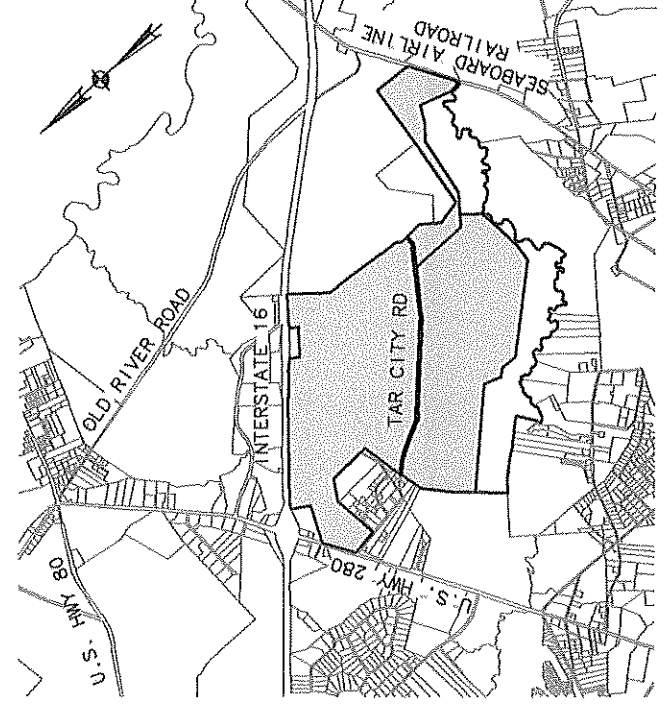 SEABOARD AIRLINE
RAILROAD
OLD RIVER ROAD
INTERSTATE 16
TAR CITY RD
U.S. HWY 80
U.S. HWY, 280